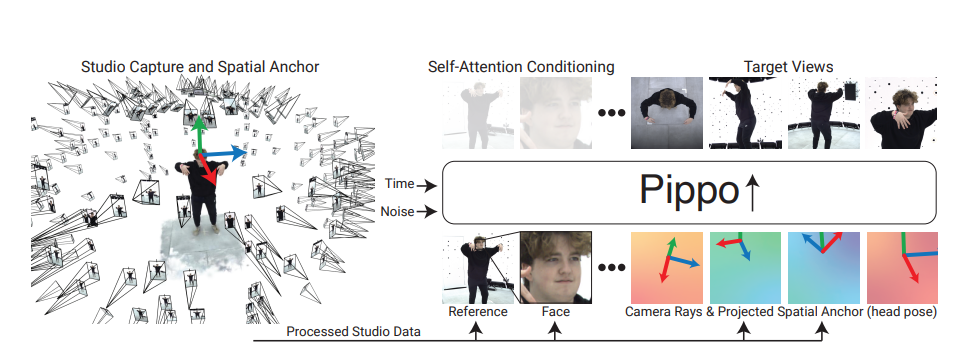 Studio Capture and Spatial Anchor
Self-Attention Conditioning
Target Views
Time
Noise
Pippo
Reference
Face
Camera Rays & Projected Spatial Anchor (head pose)
Processed Studio Data